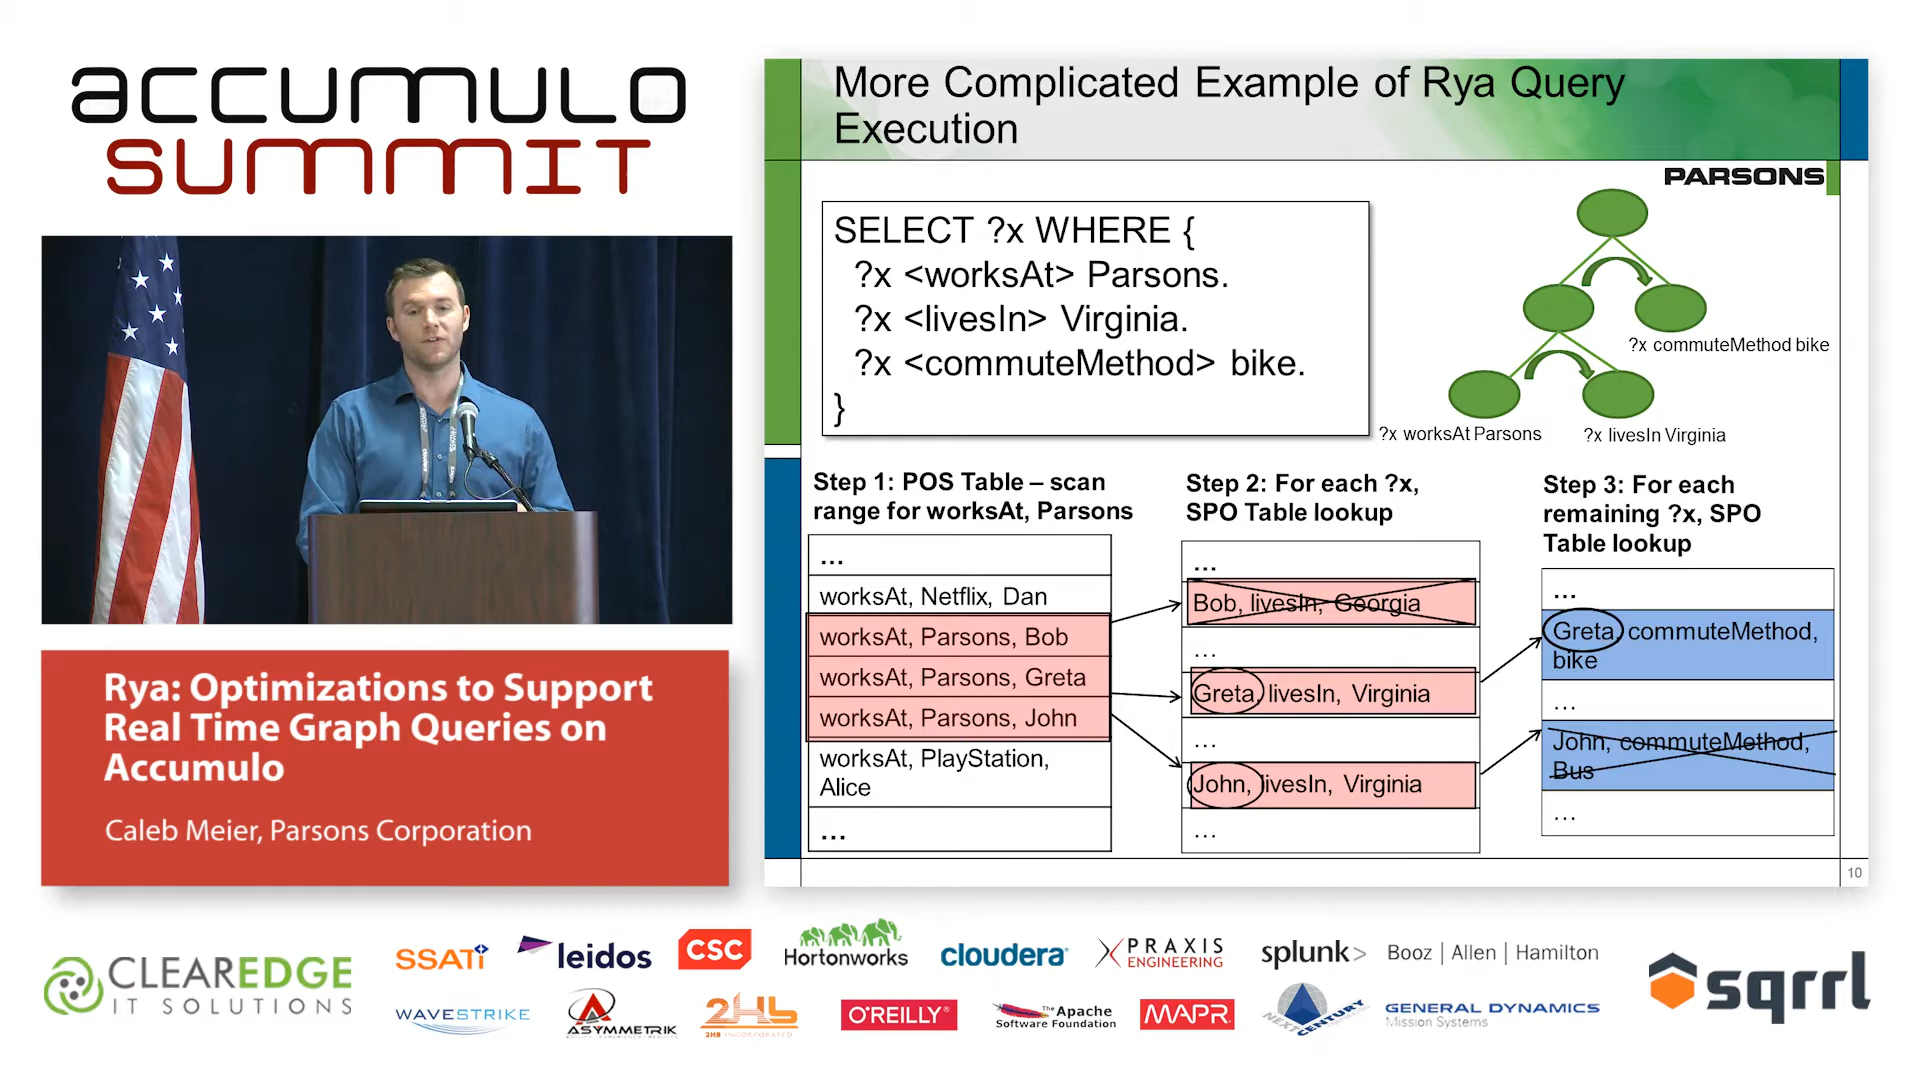 ACCUMULO
SUMMIT
Rya: Optimizations to Support
Real Time Graph Queries on
Accumulo
Caleb Meier, Parsons Corporation
More Complicated Example of Rya Query
Execution
PARSONS
SELECT ?x WHERE {
?x <worksAt> Parsons.
?x <livesIn> Virginia.
?x <commuteMethod> bike.
}
?x commuteMethod bike
?x worksAt Parsons
?x livesIn Virginia
Step 1: POS Table – scan
range for worksAt, Parsons
...
worksAt, Netflix, Dan
worksAt, Parsons, Bob
worksAt, Parsons, Greta
worksAt, Parsons, John
worksAt, PlayStation,
Alice
...
Step 2: For each ?x,
SPO Table lookup
...
Bob, livesIn, Georgia
...
Greta, livesIn, Virginia
...
John, livesIn, Virginia
...
Step 3: For each
remaining ?x, SPO
Table lookup
...
Greta, commuteMethod,
bike
...
John, commuteMethod,
Bus
...
10
CLEAREDGE
IT SOLUTIONS
SSATi
leidos
CSC
Hortonworks
cloudera
PRAXIS
ENGINEERING
splunk>
Booz | Allen | Hamilton
sqrrl
WAVESTRIKE
ASYMMETRIK
2HB
2HB INCORPORATED
O'REILLY®
The Apache
Software Foundation
MAPR
NEXT CENTURY
GENERAL DYNAMICS
Mission Systems